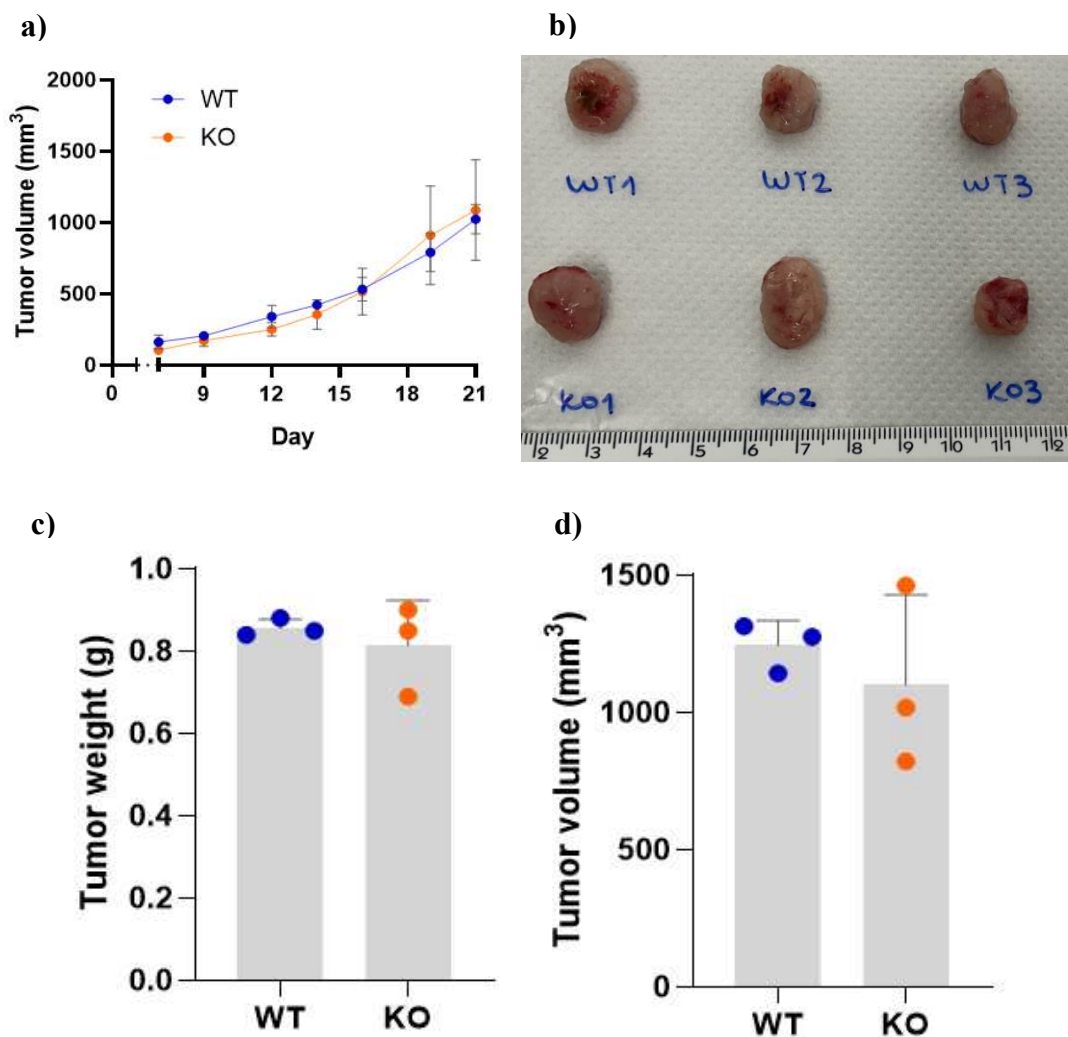 a)
2000
1500
1000
500
0
Tumor volume (mm³)
WT
KO
0 9 12 15 18 21
Day
b)
WT1 WT2 WT3
KO1 KO2 KO3
2 3 4 5 6 7 8 9 10 11 12
c)
1.0
0.8
0.6
0.4
0.2
0.0
Tumor weight (g)
WT KO
d)
1500
1000
500
0
Tumor volume (mm³)
WT KO